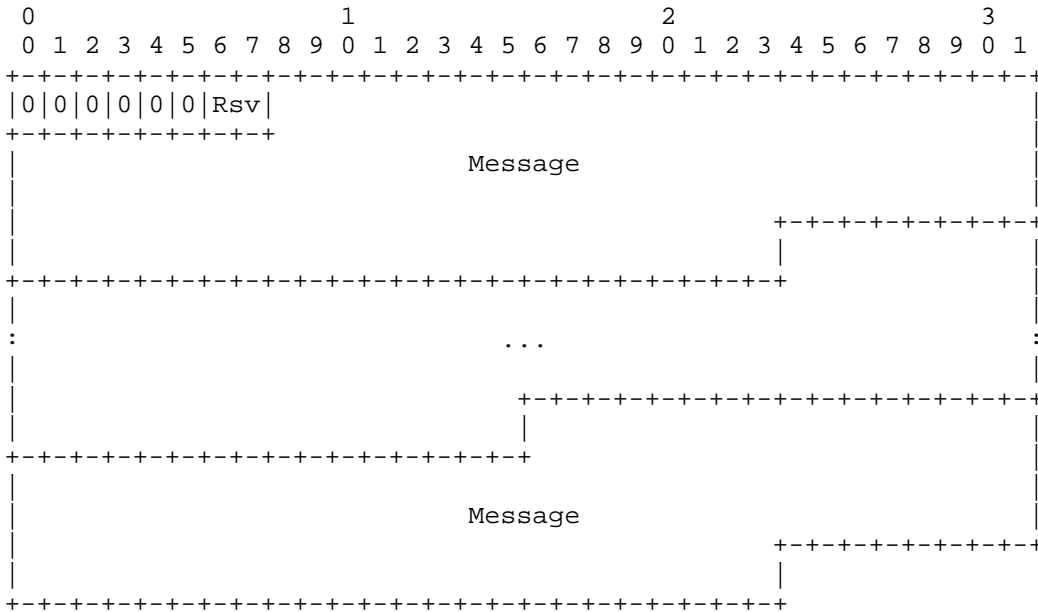 0                   1                   2                   3
 0 1 2 3 4 5 6 7 8 9 0 1 2 3 4 5 6 7 8 9 0 1 2 3 4 5 6 7 8 9 0 1
+-+-+-+-+-+-+-+-+-+-+-+-+-+-+-+-+-+-+-+-+-+-+-+-+-+-+-+-+-+-+-+-+
|0|0|0|0|0|0|Rsv|                                               |
+-+-+-+-+-+-+-+-+                                               |
|                            Message                            |
|                                                               |
|                                               +-+-+-+-+-+-+-+-+
|                                               |               |
+-+-+-+-+-+-+-+-+-+-+-+-+-+-+-+-+-+-+-+-+-+-+-+-+               |
|                                                               |
:                              ...                              :
|                                                               |
|                               +-+-+-+-+-+-+-+-+-+-+-+-+-+-+-+-+
|                               |                               |
+-+-+-+-+-+-+-+-+-+-+-+-+-+-+-+-+                               |
|                                                               |
|                            Message                            |
|                                               +-+-+-+-+-+-+-+-+
|                                               |
+-+-+-+-+-+-+-+-+-+-+-+-+-+-+-+-+-+-+-+-+-+-+-+-+